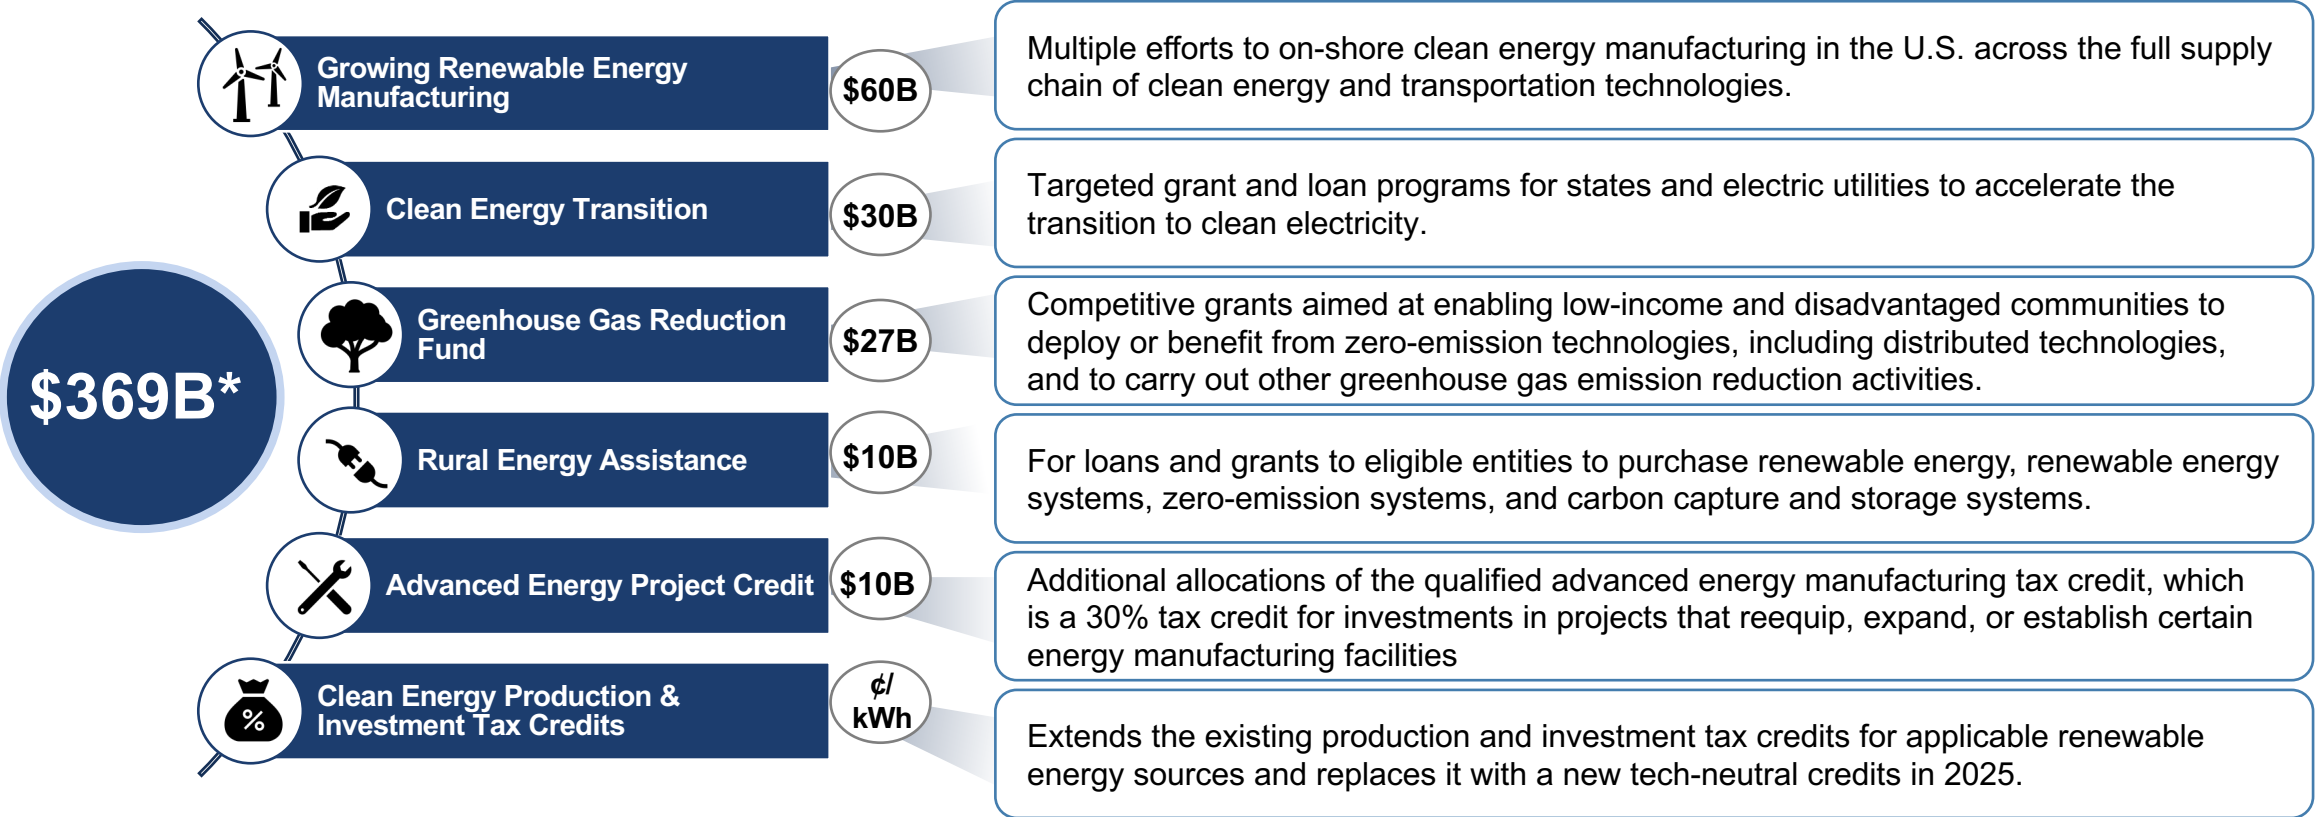 $369B*
Growing Renewable Energy
Manufacturing
$60B
Multiple efforts to on-shore clean energy manufacturing in the U.S. across the full supply
chain of clean energy and transportation technologies.
Clean Energy Transition
$30B
Targeted grant and loan programs for states and electric utilities to accelerate the
transition to clean electricity.
Greenhouse Gas Reduction
Fund
$27B
Competitive grants aimed at enabling low-income and disadvantaged communities to
deploy or benefit from zero-emission technologies, including distributed technologies,
and to carry out other greenhouse gas emission reduction activities.
Rural Energy Assistance
$10B
For loans and grants to eligible entities to purchase renewable energy, renewable energy
systems, zero-emission systems, and carbon capture and storage systems.
Advanced Energy Project Credit
$10B
Additional allocations of the qualified advanced energy manufacturing tax credit, which
is a 30% tax credit for investments in projects that reequip, expand, or establish certain
energy manufacturing facilities
%
Clean Energy Production &
Investment Tax Credits
¢/
kWh
Extends the existing production and investment tax credits for applicable renewable
energy sources and replaces it with a new tech-neutral credits in 2025.